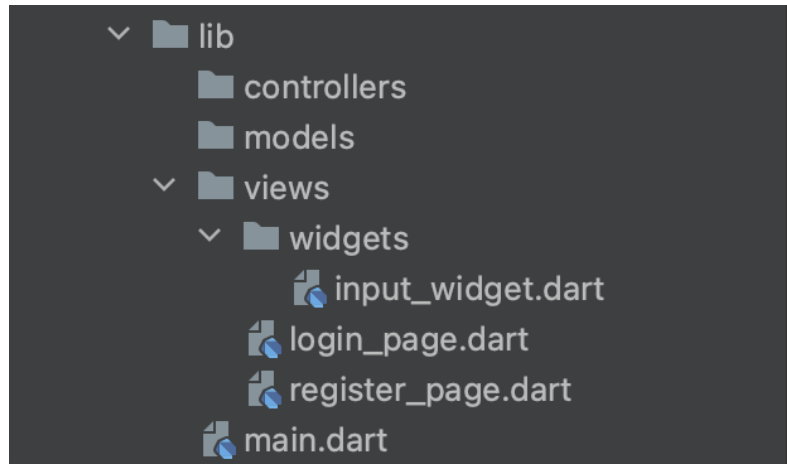 lib
controllers
models
views
widgets
input_widget.dart
login_page.dart
register_page.dart
main.dart